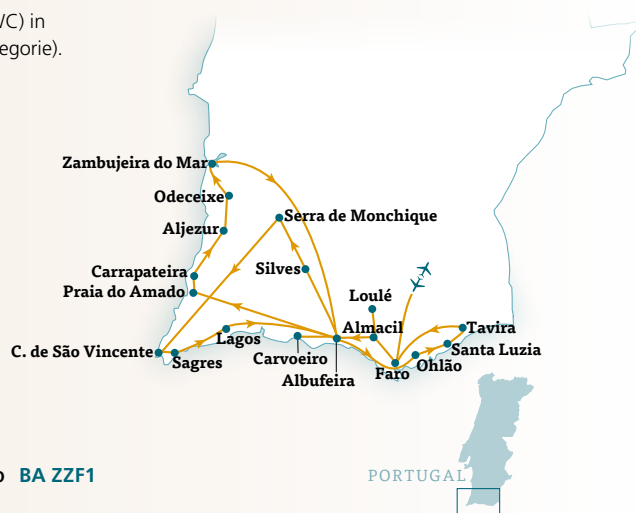 VC) in
egorie).
Zambujeira do Mar
Odeceixe
Serra de Monchique
Aljezur
Silves
Carrapateira
Praia do Amado
Loulé
Almacil
Tavira
C. de São Vincente
Lagos
Sagres
Carvoeiro
Santa Luzia
Ohlão
Faro
Albufeira
PORTUGAL
BA ZZF1